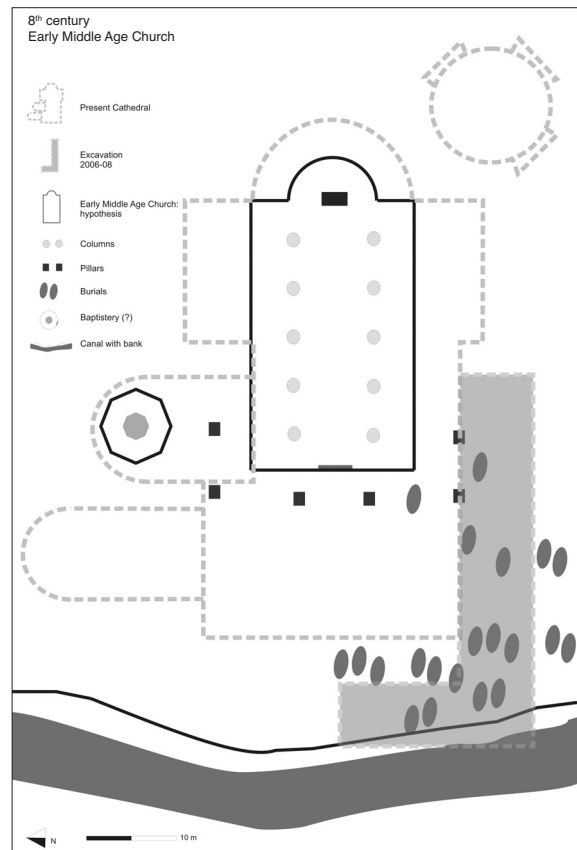 8th century
Early Middle Age Church
Present Cathedral
Excavation
2006-08
Early Middle Age Church:
hypothesis
Columns
Pillars
Burials
Baptistery (?)
Canal with bank
N
10 m